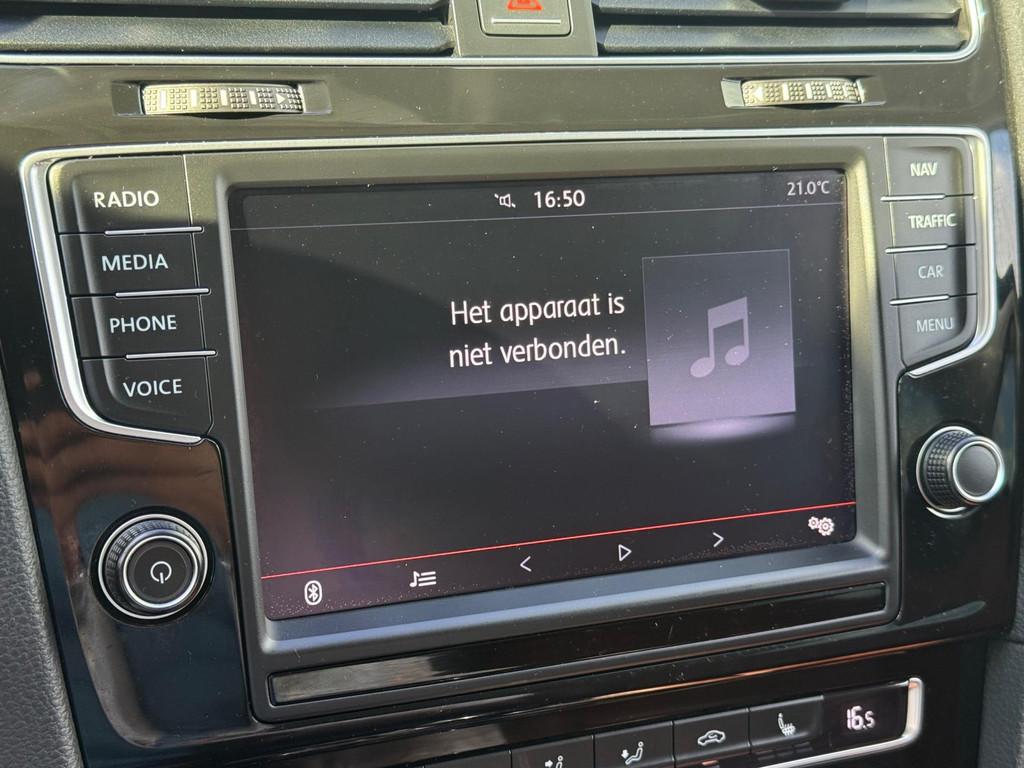 16:50
21.0°C
RADIO
MEDIA
PHONE
VOICE
Het apparaat is
niet verbonden.
NAV
TRAFFIC
CAR
MENU
16.5